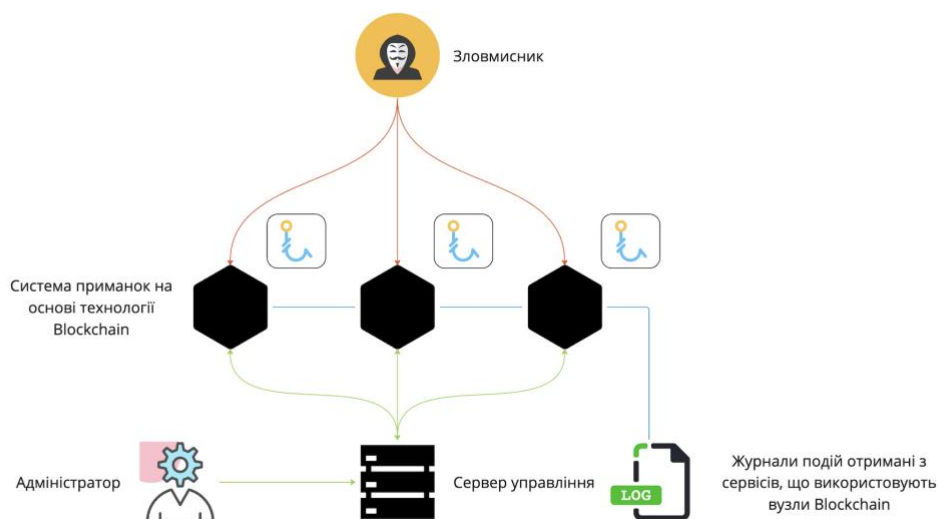 Зловмисник
Система приманок на
основі технології
Blockchain
Адміністратор
Сервер управління
LOG
Журнали подій отримані з
сервісів, що використовують
вузли Blockchain